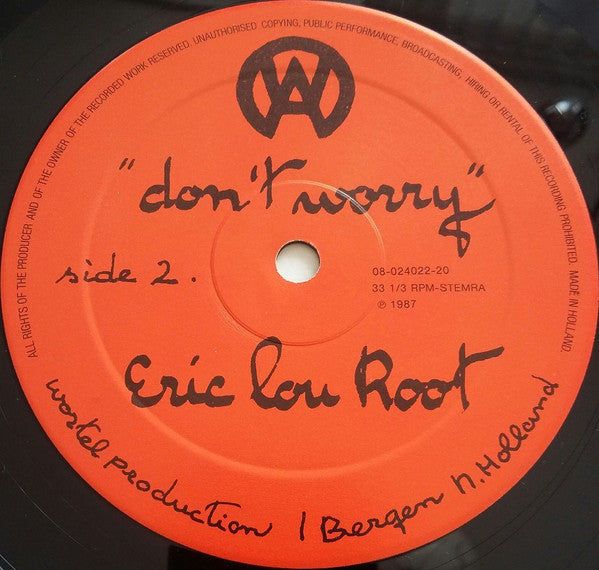 ALL RIGHTS OF THE PRODUCER AND OF THE OWNER OF THE RECORDED WORK RESERVED. UNAUTHORISED COPYING, PUBLIC PERFORMANCE, BROADCASTING, HIRING OR RENTAL OF THIS RECORDING PROHIBITED. MADE IN HOLLAND.
WA
"don't worry"
side 2.
08-024022-20
33 1/3 RPM-STEMRA
℗ 1987
Eric Lou Root
wortel production / Bergen N.Holland